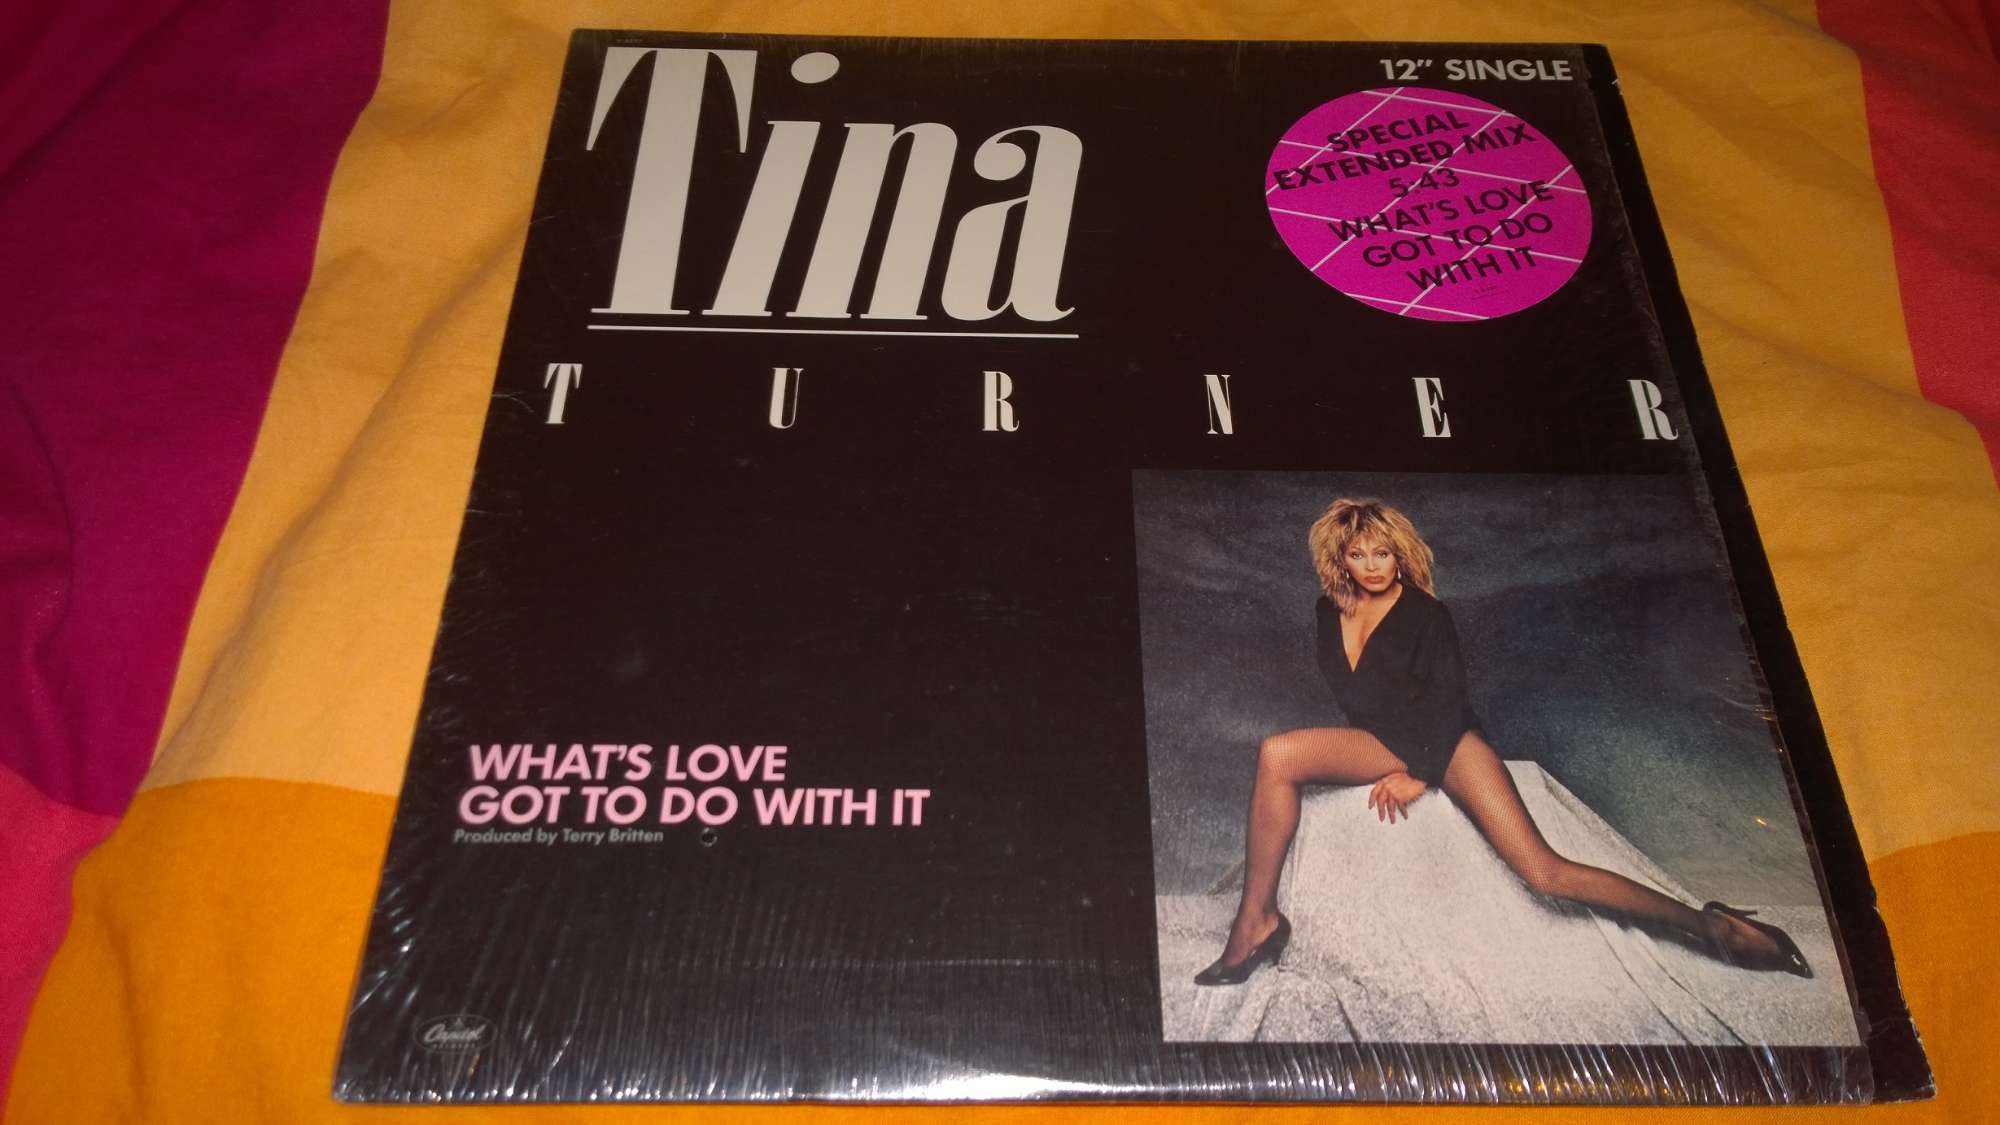 Tina
12" SINGLE
SPECIAL
EXTENDED MIX
5:43
WHAT'S LOVE
GOT TO DO
WITH IT
TURNER
WHAT'S LOVE
GOT TO DO WITH IT
Produced by Terry Britten
Capitol
RECORDS